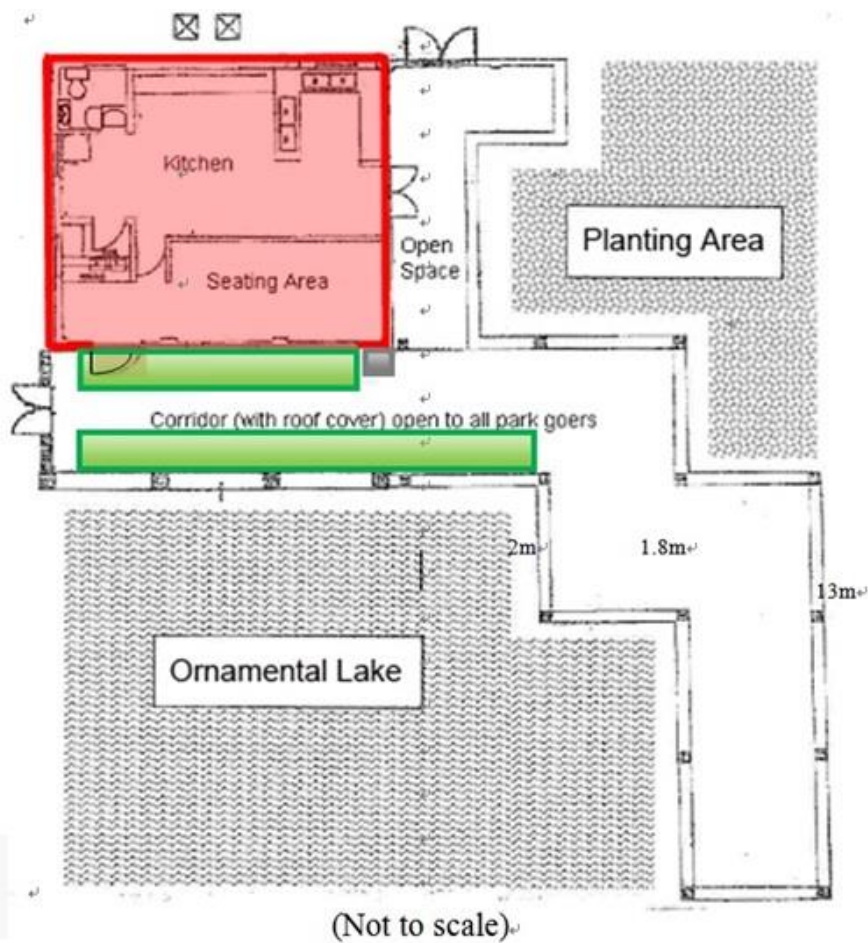 Kitchen
Open
Space
Planting Area
Seating Area
Corridor (with roof cover) open to all park goers
2m
1.8m
13m
Ornamental Lake
(Not to scale)